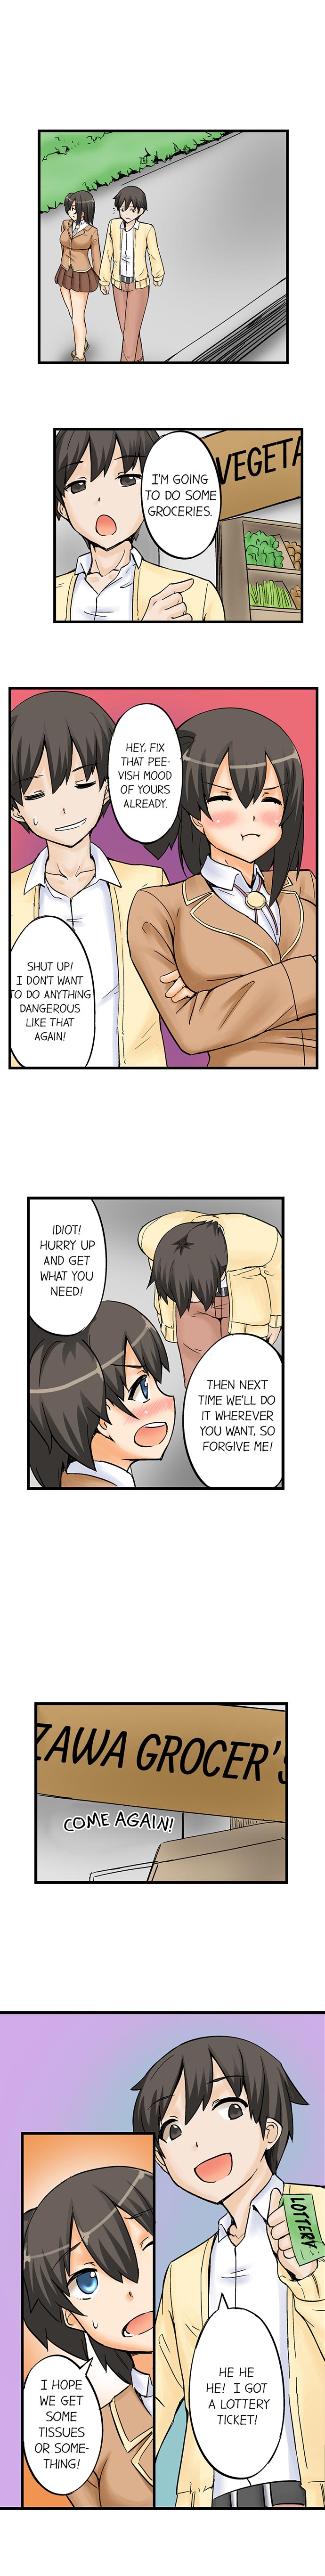 I'M GOING
TO DO SOME
GROCERIES.
VEGETA
HEY, FIX
THAT PEE-
VISH MOOD
OF YOURS
ALREADY.
SHUT UP!
I DON'T WANT
TO DO ANYTHING
DANGEROUS
LIKE THAT
AGAIN!
IDIOT!
HURRY UP
AND GET
WHAT YOU
NEED!
THEN NEXT
TIME WE'LL DO
IT WHEREVER
YOU WANT, SO
FORGIVE ME!
ZAWA GROCER'S
COME AGAIN!
LOTTERY
HE HE
HE! I GOT
A LOTTERY
TICKET!
I HOPE
WE GET
SOME
TISSUES
OR SOME-
THING!